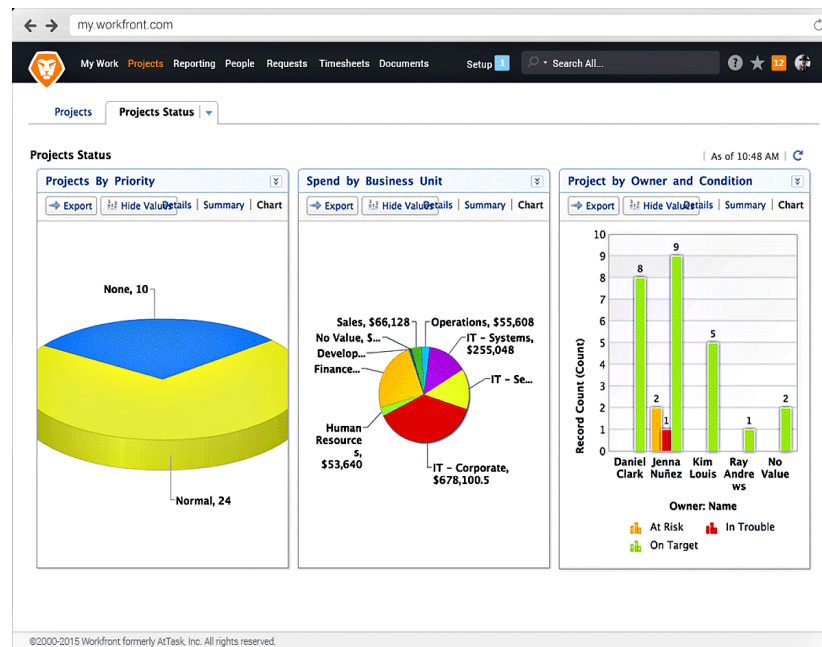 my.workfront.com
My Work Projects Reporting People Requests Timesheets Documents Setup 1 Search All... ? 12
Projects Projects Status
Projects Status As of 10:48 AM
Projects By Priority
Export Hide Values Details | Summary | Chart
None, 10
Normal, 24
Spend by Business Unit
Export Hide Values Details | Summary | Chart
Sales, $66,128
Operations, $55,608
No Value, $...
IT - Systems,
$255,048
Develop...
Finance...
IT - Se...
Human
Resource
s,
$53,640
IT - Corporate,
$678,100.5
Project by Owner and Condition
Export Hide Values Details | Summary | Chart
Record Count (Count)
10
9
8
7
6
5
4
3
2
1
0
8
2
1
9
5
1
2
Daniel
Clark
Jenna
Nuñez
Kim
Louis
Ray
Andre
ws
No
Value
Owner: Name
At Risk
In Trouble
On Target
©2000-2015 Workfront formerly AtTask, Inc. All rights reserved.